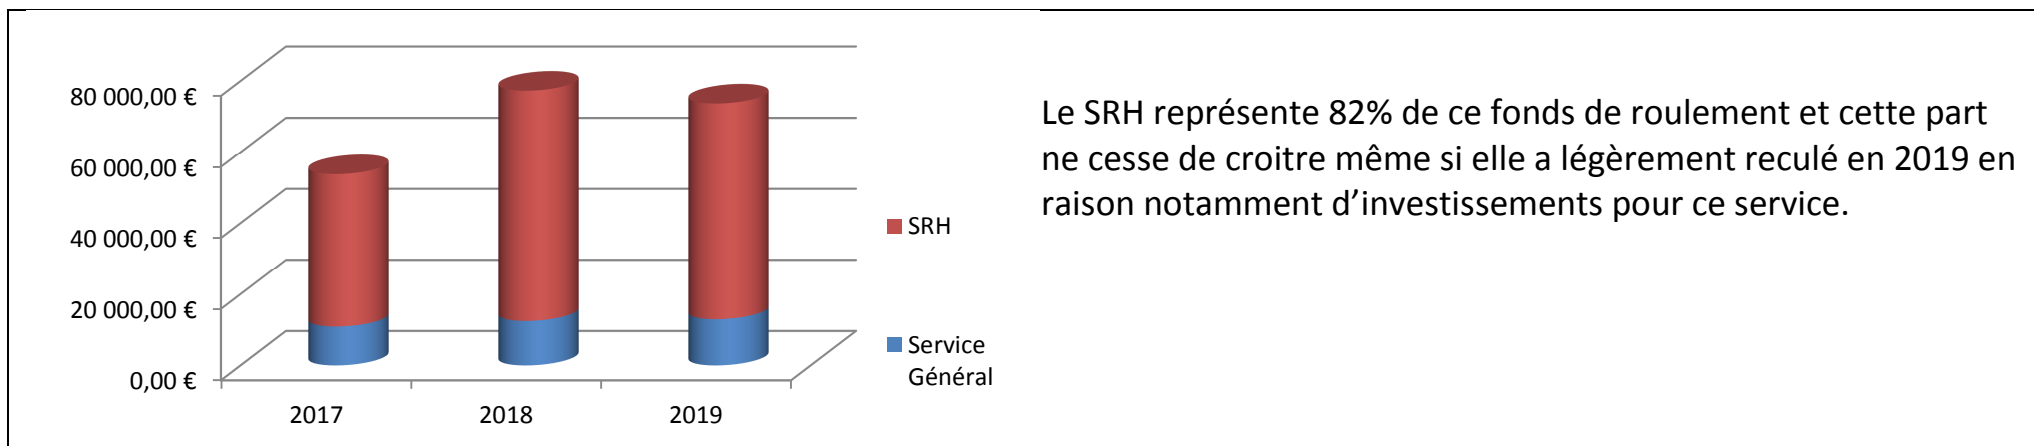 80 000,00 €
60 000,00 €
40 000,00 €
20 000,00 €
0,00 €
2017
2018
2019
SRH
Service
Général
Le SRH représente 82% de ce fonds de roulement et cette part
ne cesse de croitre même si elle a légèrement reculé en 2019 en
raison notamment d’investissements pour ce service.